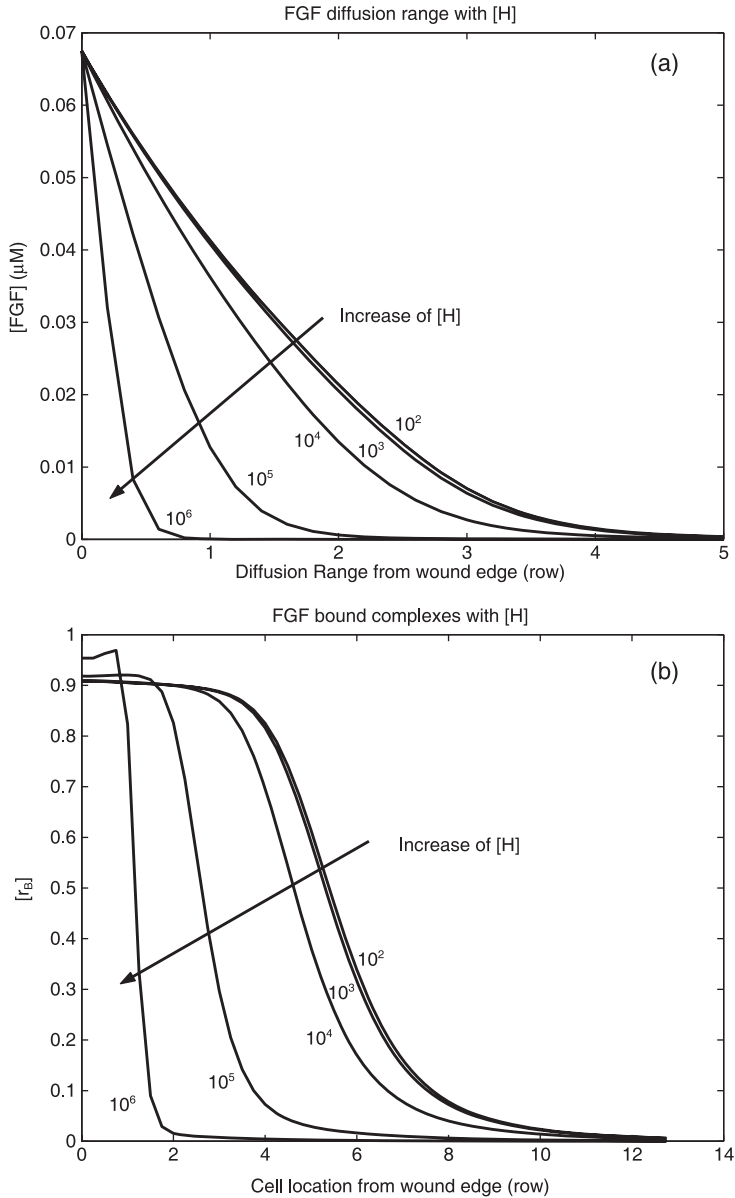 FGF diffusion range with [H]
(a)
0.07
0.06
0.05
0.04
0.03
0.02
0.01
0
[FGF] (μM)
Increase of [H]
10²
10³
10⁴
10⁵
10⁶
0 1 2 3 4 5
Diffusion Range from wound edge (row)
FGF bound complexes with [H]
(b)
1
0.9
0.8
0.7
0.6
0.5
0.4
0.3
0.2
0.1
0
[r_B]
Increase of [H]
10²
10³
10⁴
10⁵
10⁶
0 2 4 6 8 10 12 14
Cell location from wound edge (row)